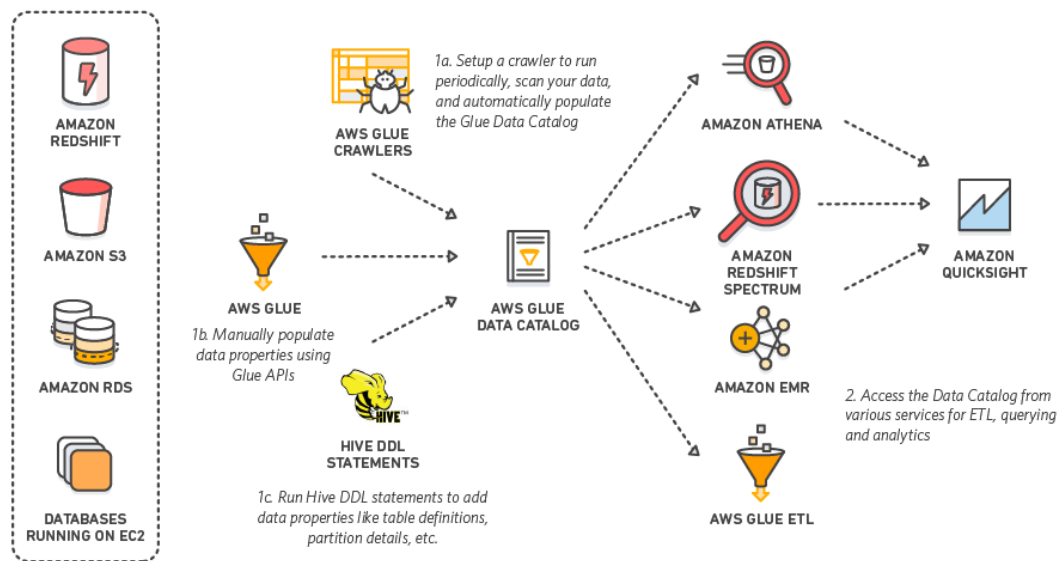 AMAZON
REDSHIFT
AMAZON S3
AMAZON RDS
DATABASES
RUNNING ON EC2
AWS GLUE
CRAWLERS
1a. Setup a crawler to run
periodically, scan your data,
and automatically populate
the Glue Data Catalog
AWS GLUE
1b. Manually populate
data properties using
Glue APIs
HIVE™
HIVE DDL
STATEMENTS
1c. Run Hive DDL statements to add
data properties like table definitions,
partition details, etc.
AWS GLUE
DATA CATALOG
AMAZON ATHENA
AMAZON
REDSHIFT
SPECTRUM
AMAZON EMR
AWS GLUE ETL
AMAZON
QUICKSIGHT
2. Access the Data Catalog from
various services for ETL, querying
and analytics